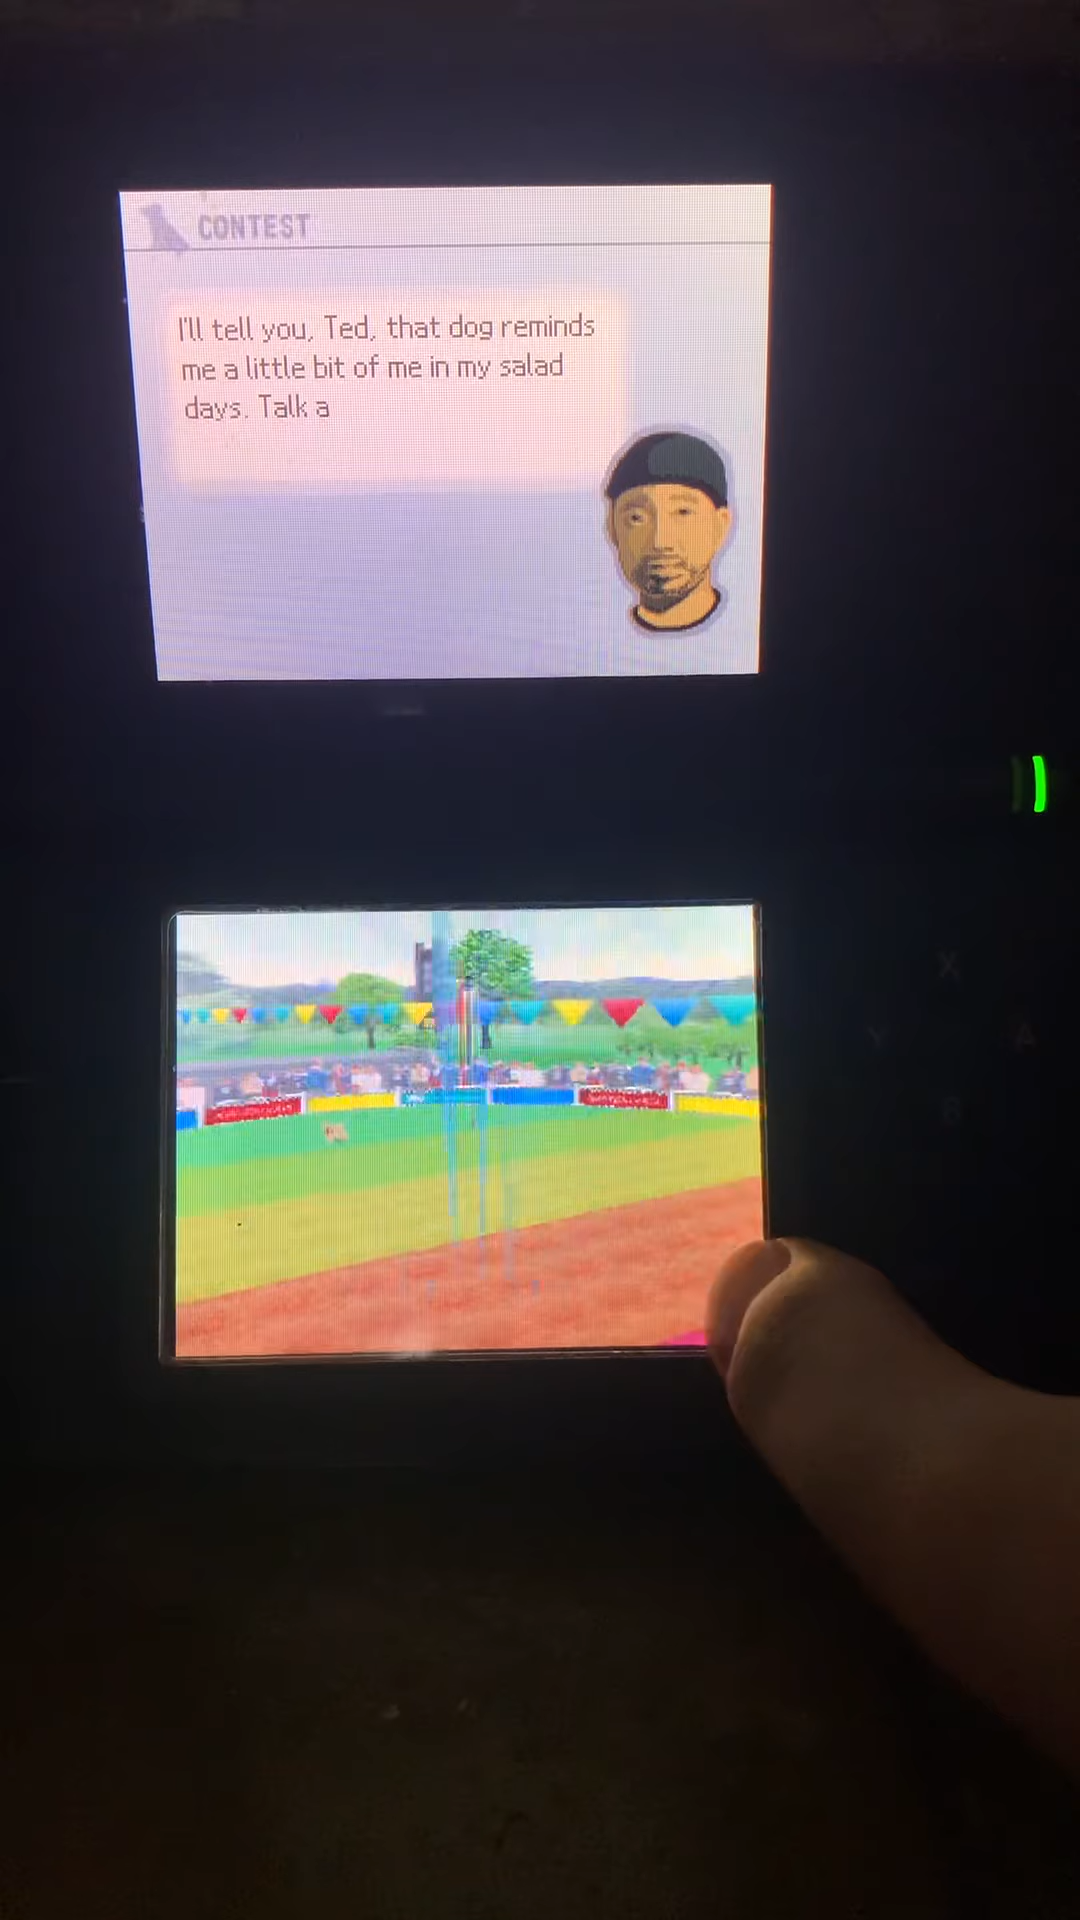 CONTEST
I'll tell you, Ted, that dog reminds
me a little bit of me in my salad
days. Talk a
X
Y
A
B